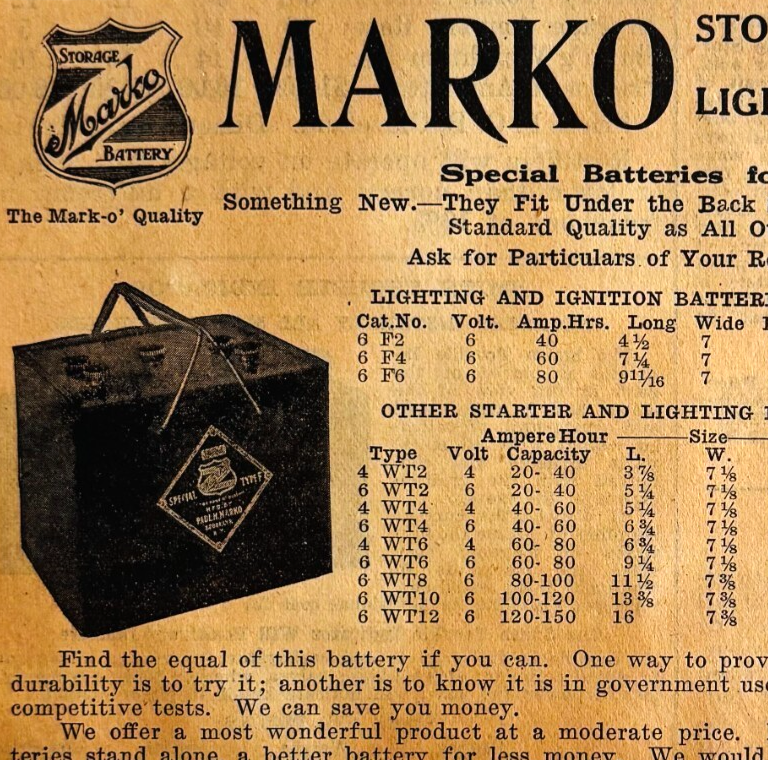 STORAGE
Marko
BATTERY
The Mark-o' Quality
MARKO
STO
LIGH
Special Batteries fo
Something New.—They Fit Under the Back
Standard Quality as All O
Ask for Particulars of Your Re
LIGHTING AND IGNITION BATTERI
Cat.No. Volt. Amp.Hrs. Long Wide
6 F2 6 40 4½ 7
6 F4 6 60 7¼ 7
6 F6 6 80 9 11/16 7
OTHER STARTER AND LIGHTING
Ampere Hour ——Size——
Type Volt Capacity L. W.
4 WT2 4 20- 40 3⅞ 7⅛
6 WT2 6 20- 40 5¼ 7⅛
4 WT4 4 40- 60 5¼ 7⅛
6 WT4 6 40- 60 6¾ 7⅛
4 WT6 4 60- 80 6¾ 7⅛
6 WT6 6 60- 80 9¼ 7⅛
6 WT8 6 80-100 11½ 7⅜
6 WT10 6 100-120 13⅜ 7⅜
6 WT12 6 120-150 16 7⅜
SPECIAL TYPE F
MFD. BY
PAUL M. MARKO
BROOKLYN
N.Y.
Find the equal of this battery if you can. One way to prov
durability is to try it; another is to know it is in government use
competitive tests. We can save you money.
We offer a most wonderful product at a moderate price.
teries stand alone, a better battery for less money. We would